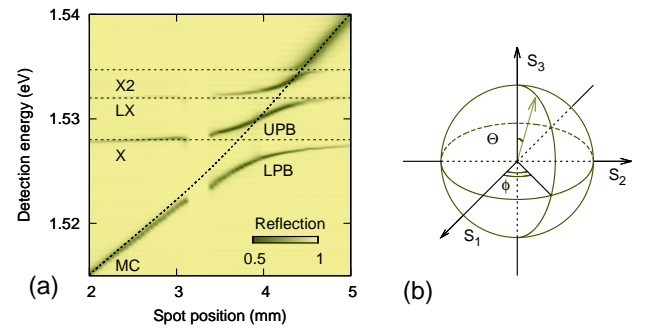 1.54
1.53
1.52
Detection energy (eV)
X2
LX
X
UPB
LPB
MC
Reflection
0.5 1
2 3 4 5
Spot position (mm)
(a)
S3
Θ
S2
ϕ
S1
(b)